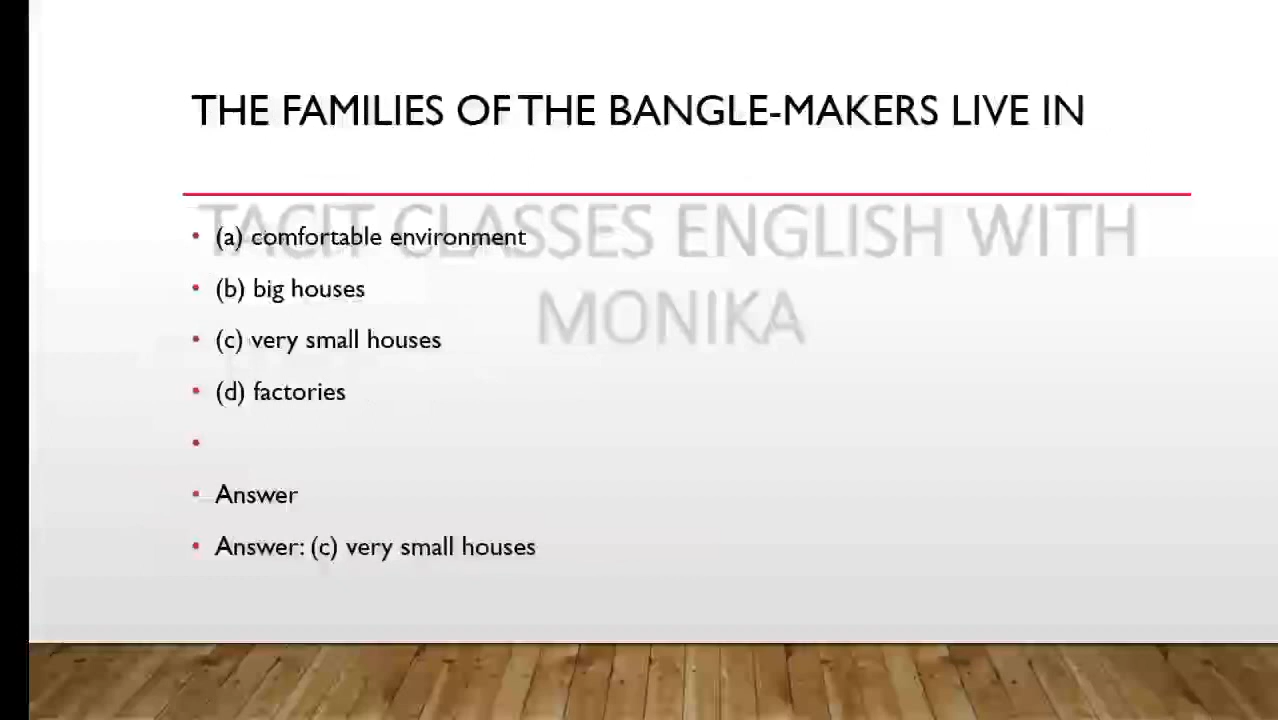 THE FAMILIES OF THE BANGLE-MAKERS LIVE IN
TACIT CLASSES ENGLISH WITH
MONIKA
• (a) comfortable environment
• (b) big houses
• (c) very small houses
• (d) factories
•
• Answer
• Answer: (c) very small houses